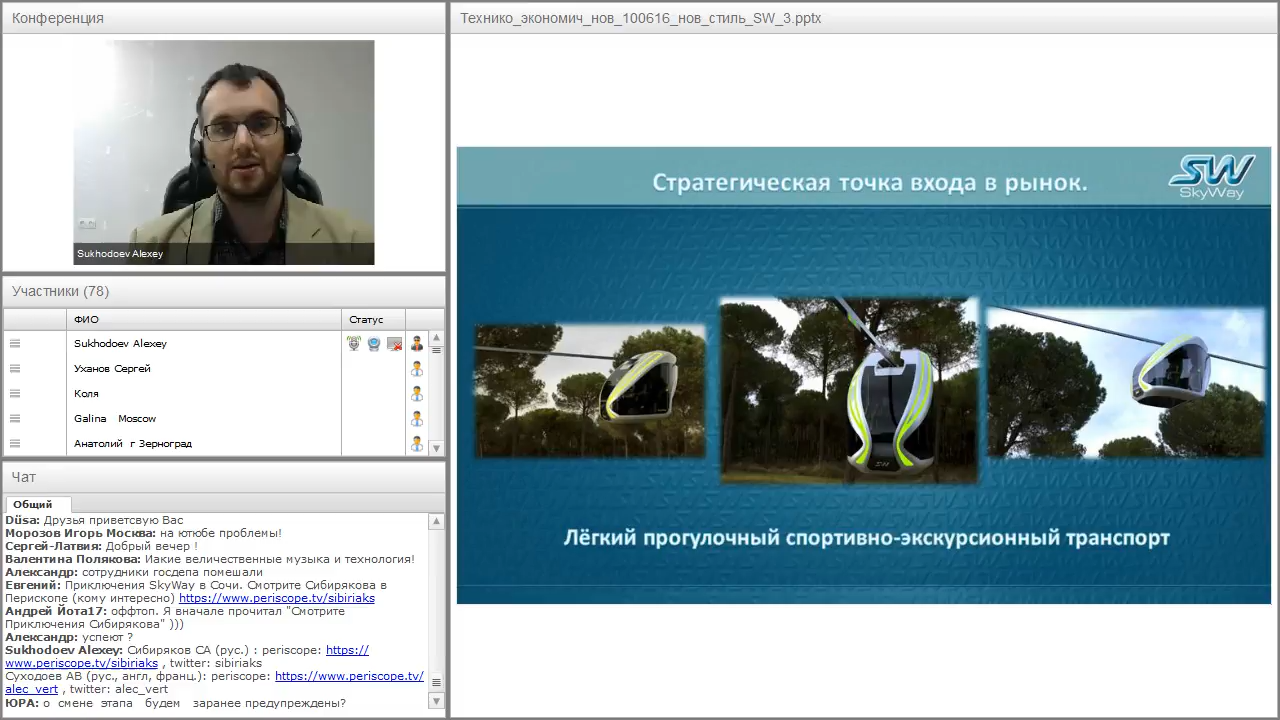 Конференция
Sukhodoev Alexey
Участники (78)
ФИО
Статус
Sukhodoev Alexey
Уханов Сергей
Коля
Galina Moscow
Анатолий г Зерноград
Чат
Общий
Düsa: Друзья приветсвую Вас
Морозов Игорь Москва: на ютюбе проблемы!
Сергей-Латвия: Добрый вечер !
Валентина Полякова: Иакие величественные музыка и технология!
Александр: сотрудники госдепа помешали
Евгений: Приключения SkyWay в Сочи. Смотрите Сибирякова в
Перископе (кому интересно) https://www.periscope.tv/sibiriaks
Андрей Йота17: оффтоп. Я вначале прочитал "Смотрите
Приключения Сибирякова" )))
Александр: успеют ?
Sukhodoev Alexey: Сибиряков СА (рус.) : periscope: https://
www.periscope.tv/sibiriaks , twitter: sibiriaks
Суходоев АВ (рус., англ, франц.): periscope: https://www.periscope.tv/
alec_vert , twitter: alec_vert
ЮРА: о смене этапа будем заранее предупреждены?
Технико_экономич_нов_100616_нов_стиль_SW_3.pptx
Стратегическая точка входа в рынок.
SW
SkyWay
SW
Лёгкий прогулочный спортивно-экскурсионный транспорт